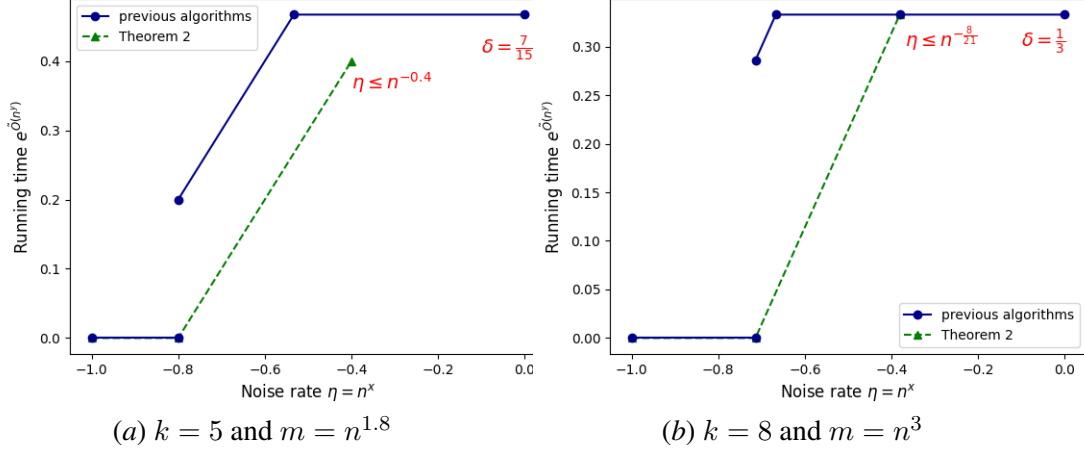 previous algorithms
Theorem 2
δ = 7/15
η ≤ n^{-0.4}
Running time e^{Õ(n^y)}
0.4
0.3
0.2
0.1
0.0
−1.0 −0.8 −0.6 −0.4 −0.2 0.0
Noise rate η = n^x
(a) k = 5 and m = n^{1.8}
η ≤ n^{-8/21}
δ = 1/3
Running time e^{Õ(n^y)}
0.30
0.25
0.20
0.15
0.10
0.05
0.00
previous algorithms
Theorem 2
−1.0 −0.8 −0.6 −0.4 −0.2 0.0
Noise rate η = n^x
(b) k = 8 and m = n^3